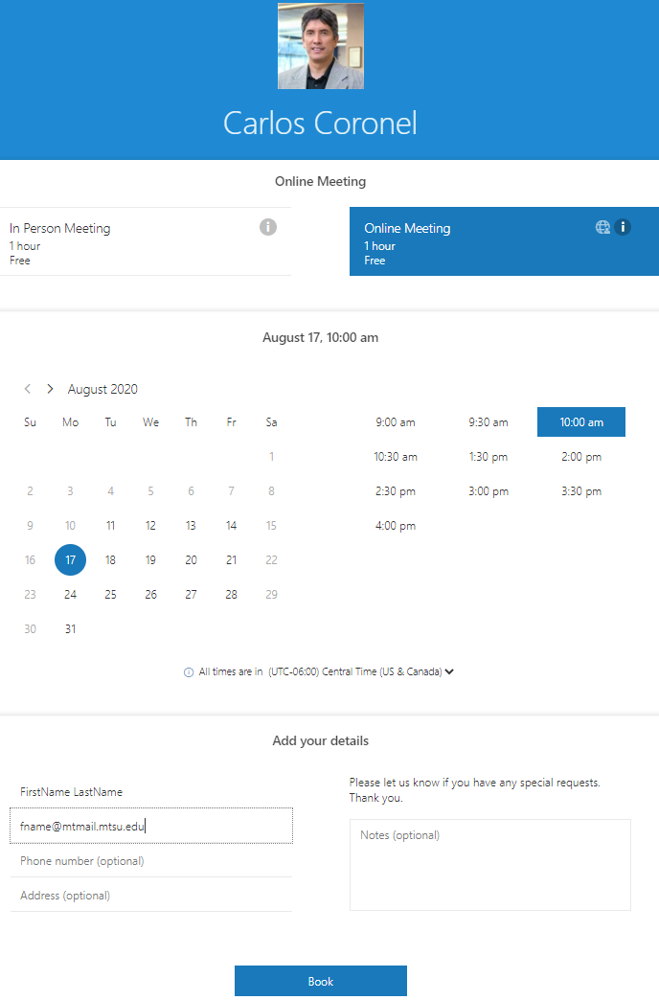 Carlos Coronel
Online Meeting
In Person Meeting
1 hour
Free
Online Meeting
1 hour
Free
August 17, 10:00 am
August 2020
Su Mo Tu We Th Fr Sa
1
2 3 4 5 6 7 8
9 10 11 12 13 14 15
16 17 18 19 20 21 22
23 24 25 26 27 28 29
30 31
9:00 am 9:30 am 10:00 am
10:30 am 1:30 pm 2:00 pm
2:30 pm 3:00 pm 3:30 pm
4:00 pm
All times are in (UTC-06:00) Central Time (US & Canada)
Add your details
FirstName LastName
fname@mtmail.mtsu.edu
Phone number (optional)
Address (optional)
Please let us know if you have any special requests.
Thank you.
Notes (optional)
Book